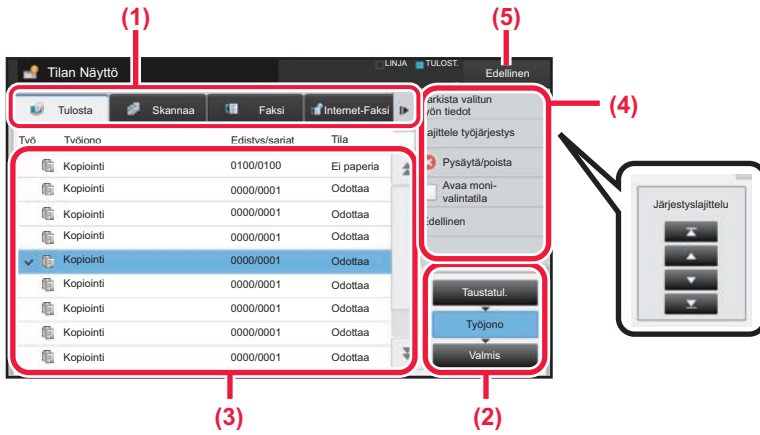 (1)
(5)
Tilan Näyttö
LINJA
TULOST.
Edellinen
Tulosta
Skannaa
Faksi
Internet-Faksi
(4)
Työ
Työjono
Edistys/sarjat
Tila
Kopiointi 0100/0100 Ei paperia
Kopiointi 0000/0001 Odottaa
Kopiointi 0000/0001 Odottaa
Kopiointi 0000/0001 Odottaa
Kopiointi 0000/0001 Odottaa
Kopiointi 0000/0001 Odottaa
Kopiointi 0000/0001 Odottaa
Kopiointi 0000/0001 Odottaa
Kopiointi 0000/0001 Odottaa
arkista valitun
yön tiedot
ajittele työjärjestys
Pysäytä/poista
Avaa moni-
valintatila
Edellinen
Järjestyslajittelu
Taustatul.
Työjono
Valmis
(3)
(2)